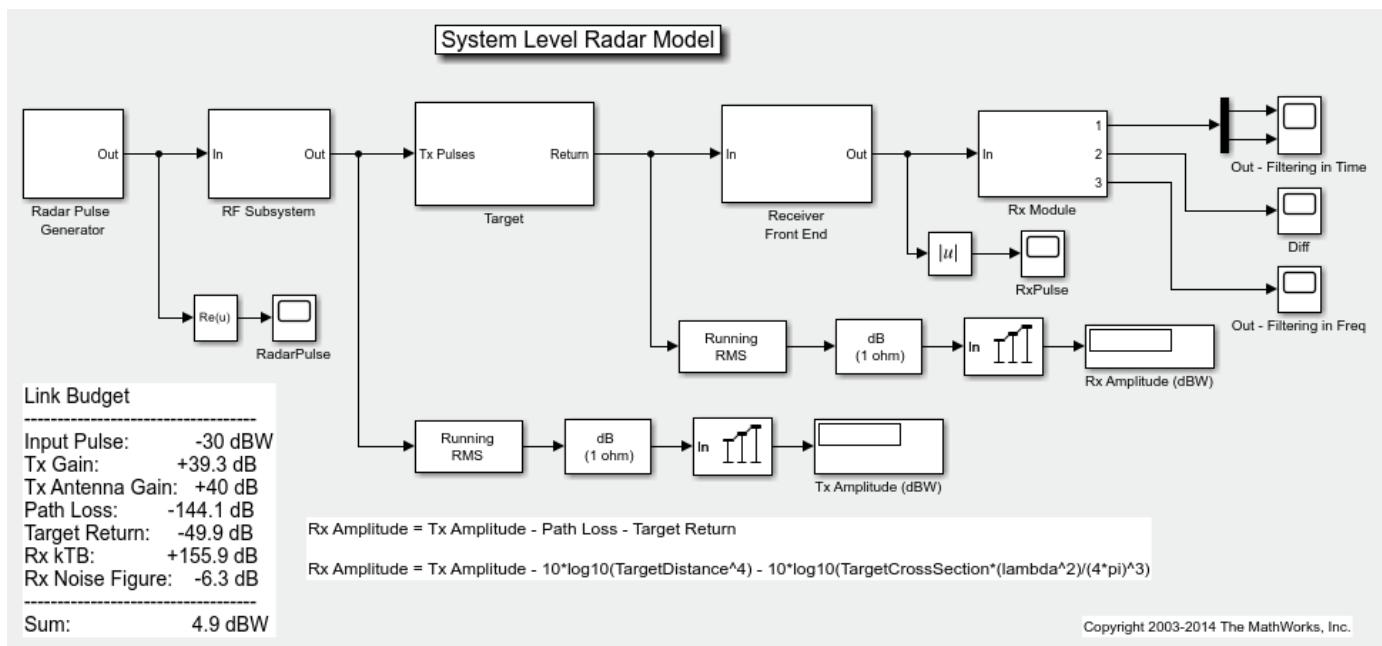 System Level Radar Model
Out
In
Out
Tx Pulses
Return
In
Out
In
1
2
3
Radar Pulse
Generator
RF Subsystem
Target
Receiver
Front End
Rx Module
Out - Filtering in Time
|u|
RxPulse
Diff
Re(u)
RadarPulse
Out - Filtering in Freq
Running
RMS
dB
(1 ohm)
In
Rx Amplitude (dBW)
Running
RMS
dB
(1 ohm)
In
Tx Amplitude (dBW)
Link Budget
-----------------------------------
Input Pulse: -30 dBW
Tx Gain: +39.3 dB
Tx Antenna Gain: +40 dB
Path Loss: -144.1 dB
Target Return: -49.9 dB
Rx kTB: +155.9 dB
Rx Noise Figure: -6.3 dB
-----------------------------------
Sum: 4.9 dBW
Rx Amplitude = Tx Amplitude - Path Loss - Target Return
Rx Amplitude = Tx Amplitude - 10*log10(TargetDistance^4) - 10*log10(TargetCrossSection*(lambda^2)/(4*pi)^3)
Copyright 2003-2014 The MathWorks, Inc.